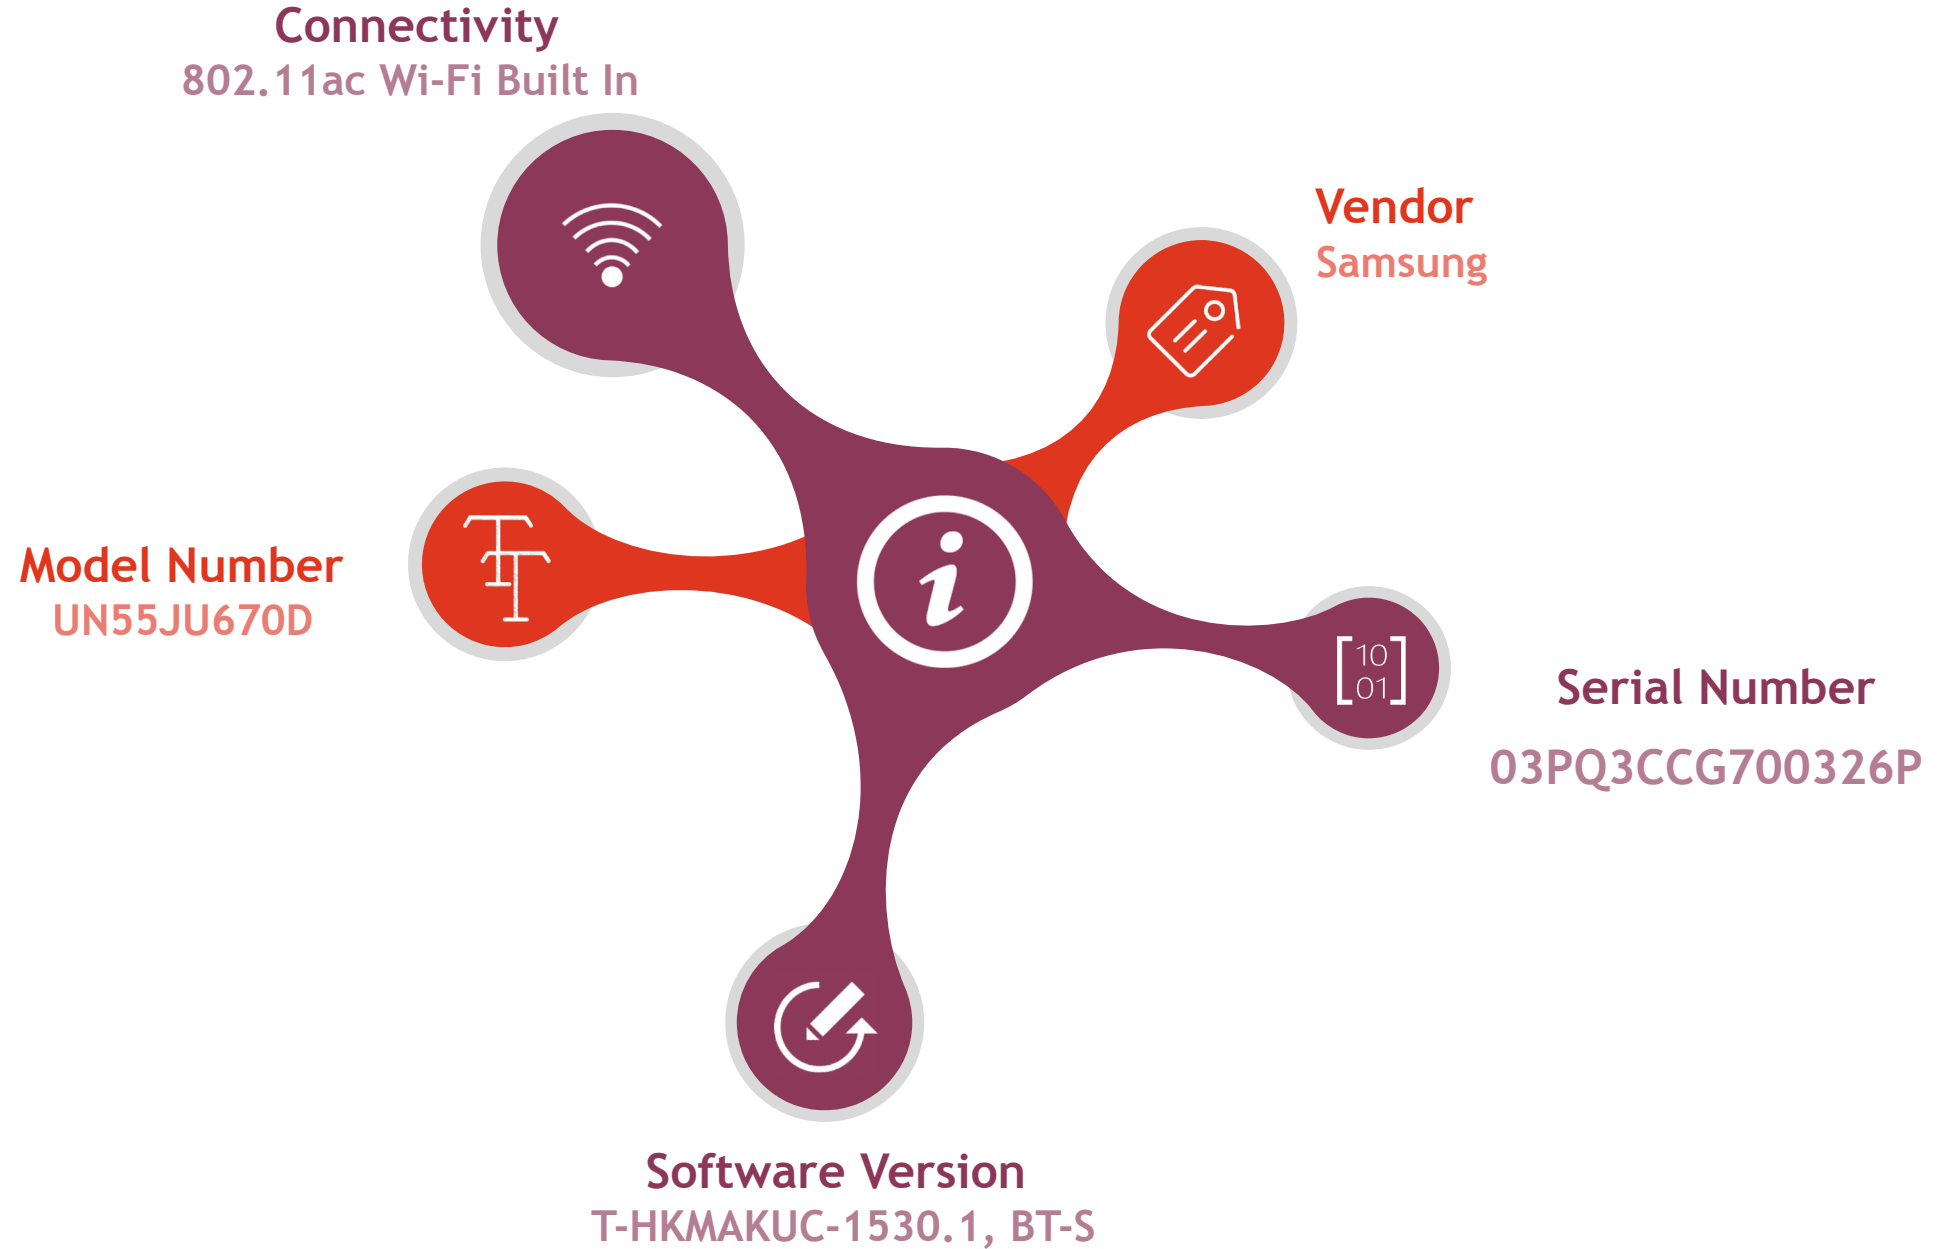 Connectivity
802.11ac Wi-Fi Built In
Vendor
Samsung
Model Number
UN55JU670D
10
01
Serial Number
03PQ3CCG700326P
Software Version
T-HKMAKUC-1530.1, BT-S